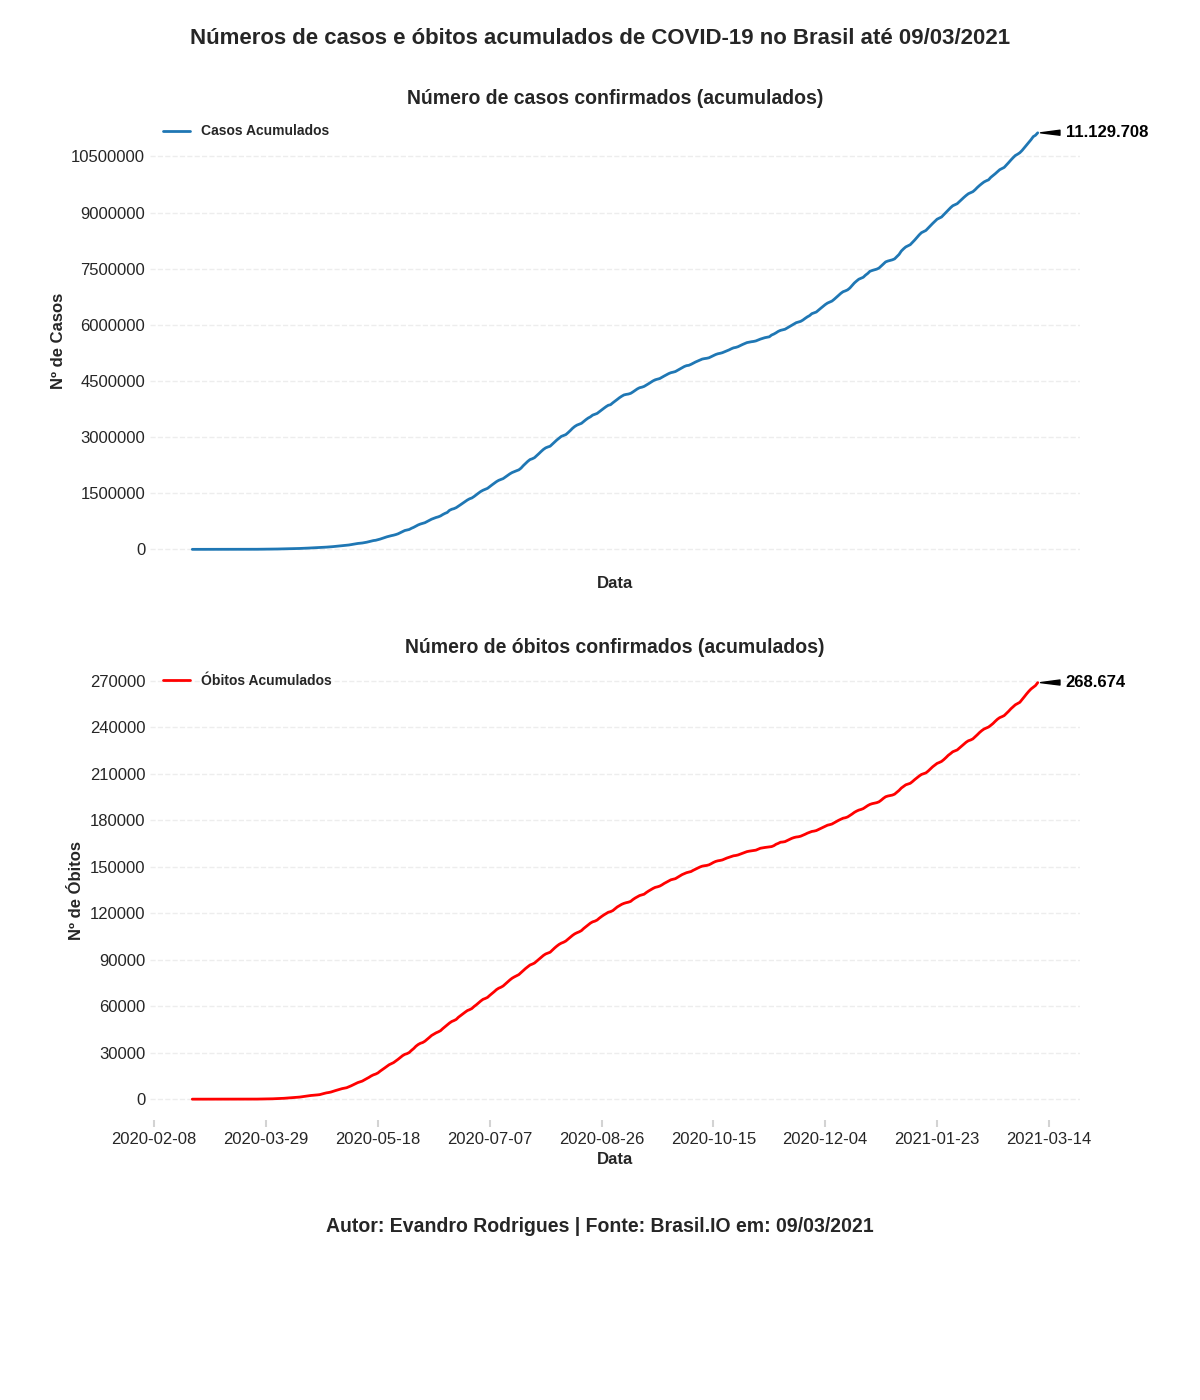 Números de casos e óbitos acumulados de COVID-19 no Brasil até 09/03/2021
Número de casos confirmados (acumulados)
Casos Acumulados
11.129.708
10500000
9000000
7500000
6000000
4500000
3000000
1500000
0
Nº de Casos
Data
Número de óbitos confirmados (acumulados)
Óbitos Acumulados
268.674
270000
240000
210000
180000
150000
120000
90000
60000
30000
0
Nº de Óbitos
2020-02-08 2020-03-29 2020-05-18 2020-07-07 2020-08-26 2020-10-15 2020-12-04 2021-01-23 2021-03-14
Data
Autor: Evandro Rodrigues | Fonte: Brasil.IO em: 09/03/2021